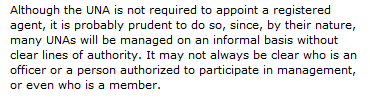 Although the UNA is not required to appoint a registered
agent, it is probably prudent to do so, since, by their nature,
many UNAs will be managed on an informal basis without
clear lines of authority. It may not always be clear who is an
officer or a person authorized to participate in management,
or even who is a member.